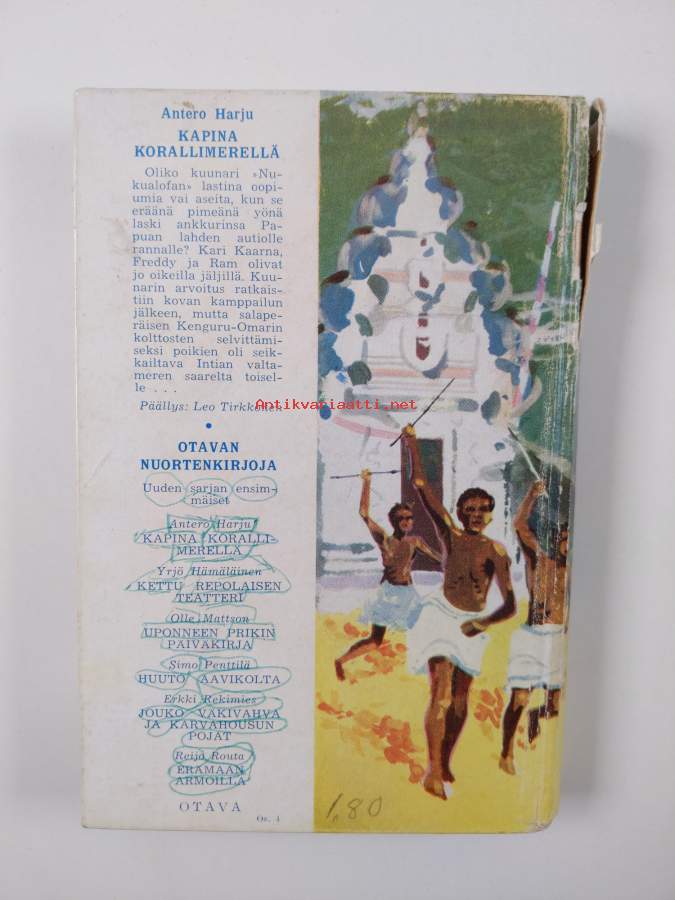 Antero Harju
KAPINA
KORALLIMERELLÄ
Oliko kuunari »Nu-
kualofan» lastina oopi-
umia vai aseita, kun se
eräänä pimeänä yönä
laski ankkurinsa Pa-
puan lahden autiolle
rannalle? Kari Kaarna,
Freddy ja Ram olivat
jo oikeilla jäljillä. Kuu-
narin arvoitus ratkais-
tiin kovan kamppailun
jälkeen, mutta salape-
räisen Kenguru-Omarin
kolttosten selvittämi-
seksi poikien oli seik-
kailtava Intian valta-
meren saarelta toisel-
le . . .
Päällys: Leo Tirkkonen
Antikvariaatti.net
OTAVAN
NUORTENKIRJOJA
Uuden sarjan ensim-
mäiset
Antero Harju
KAPINA KORALLI-
MERELLÄ
Yrjö Hämäläinen
KETTU REPOLAISEN
TEATTERI
Olle Mattson
UPONNEEN PRIKIN
PÄIVÄKIRJA
Simo Penttilä
HUUTO AAVIKOLTA
Erkki Rekimies
JOUKO VÄKIVAHVA
JA KARVAHOUSUN
POJAT
Reijo Routa
ERÄMAAN
ARMOILLA
OTAVA
Os. 4
1,80